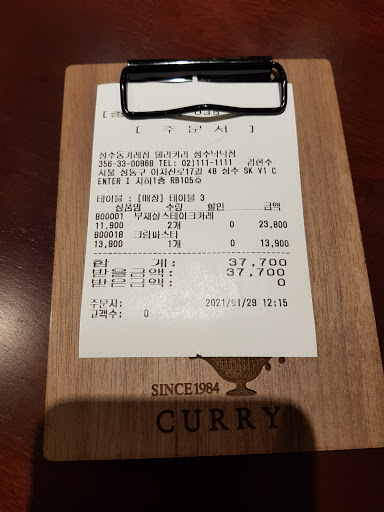 [ 주 문 서 ]
성수동카레집 델리카리 성수낙낙점
356-33-00968 TEL: 02)111-1111 김현수
서울 성동구 아차산로17길 4B 성수 SK V1 C
ENTER I 지하1층 RB105호
테이블 : [매장] 테이블 3
상품명 수량 할인 금액
800001 부채살스테이크카레
11,900 2개 0 23,800
800018 크림파스타
13,900 1개 0 13,900
합 계 : 37,700
받을금액: 37,700
받은금액: 0
주문자: 2021/01/29 12:15
고객수: 0
SINCE1984
CURRY